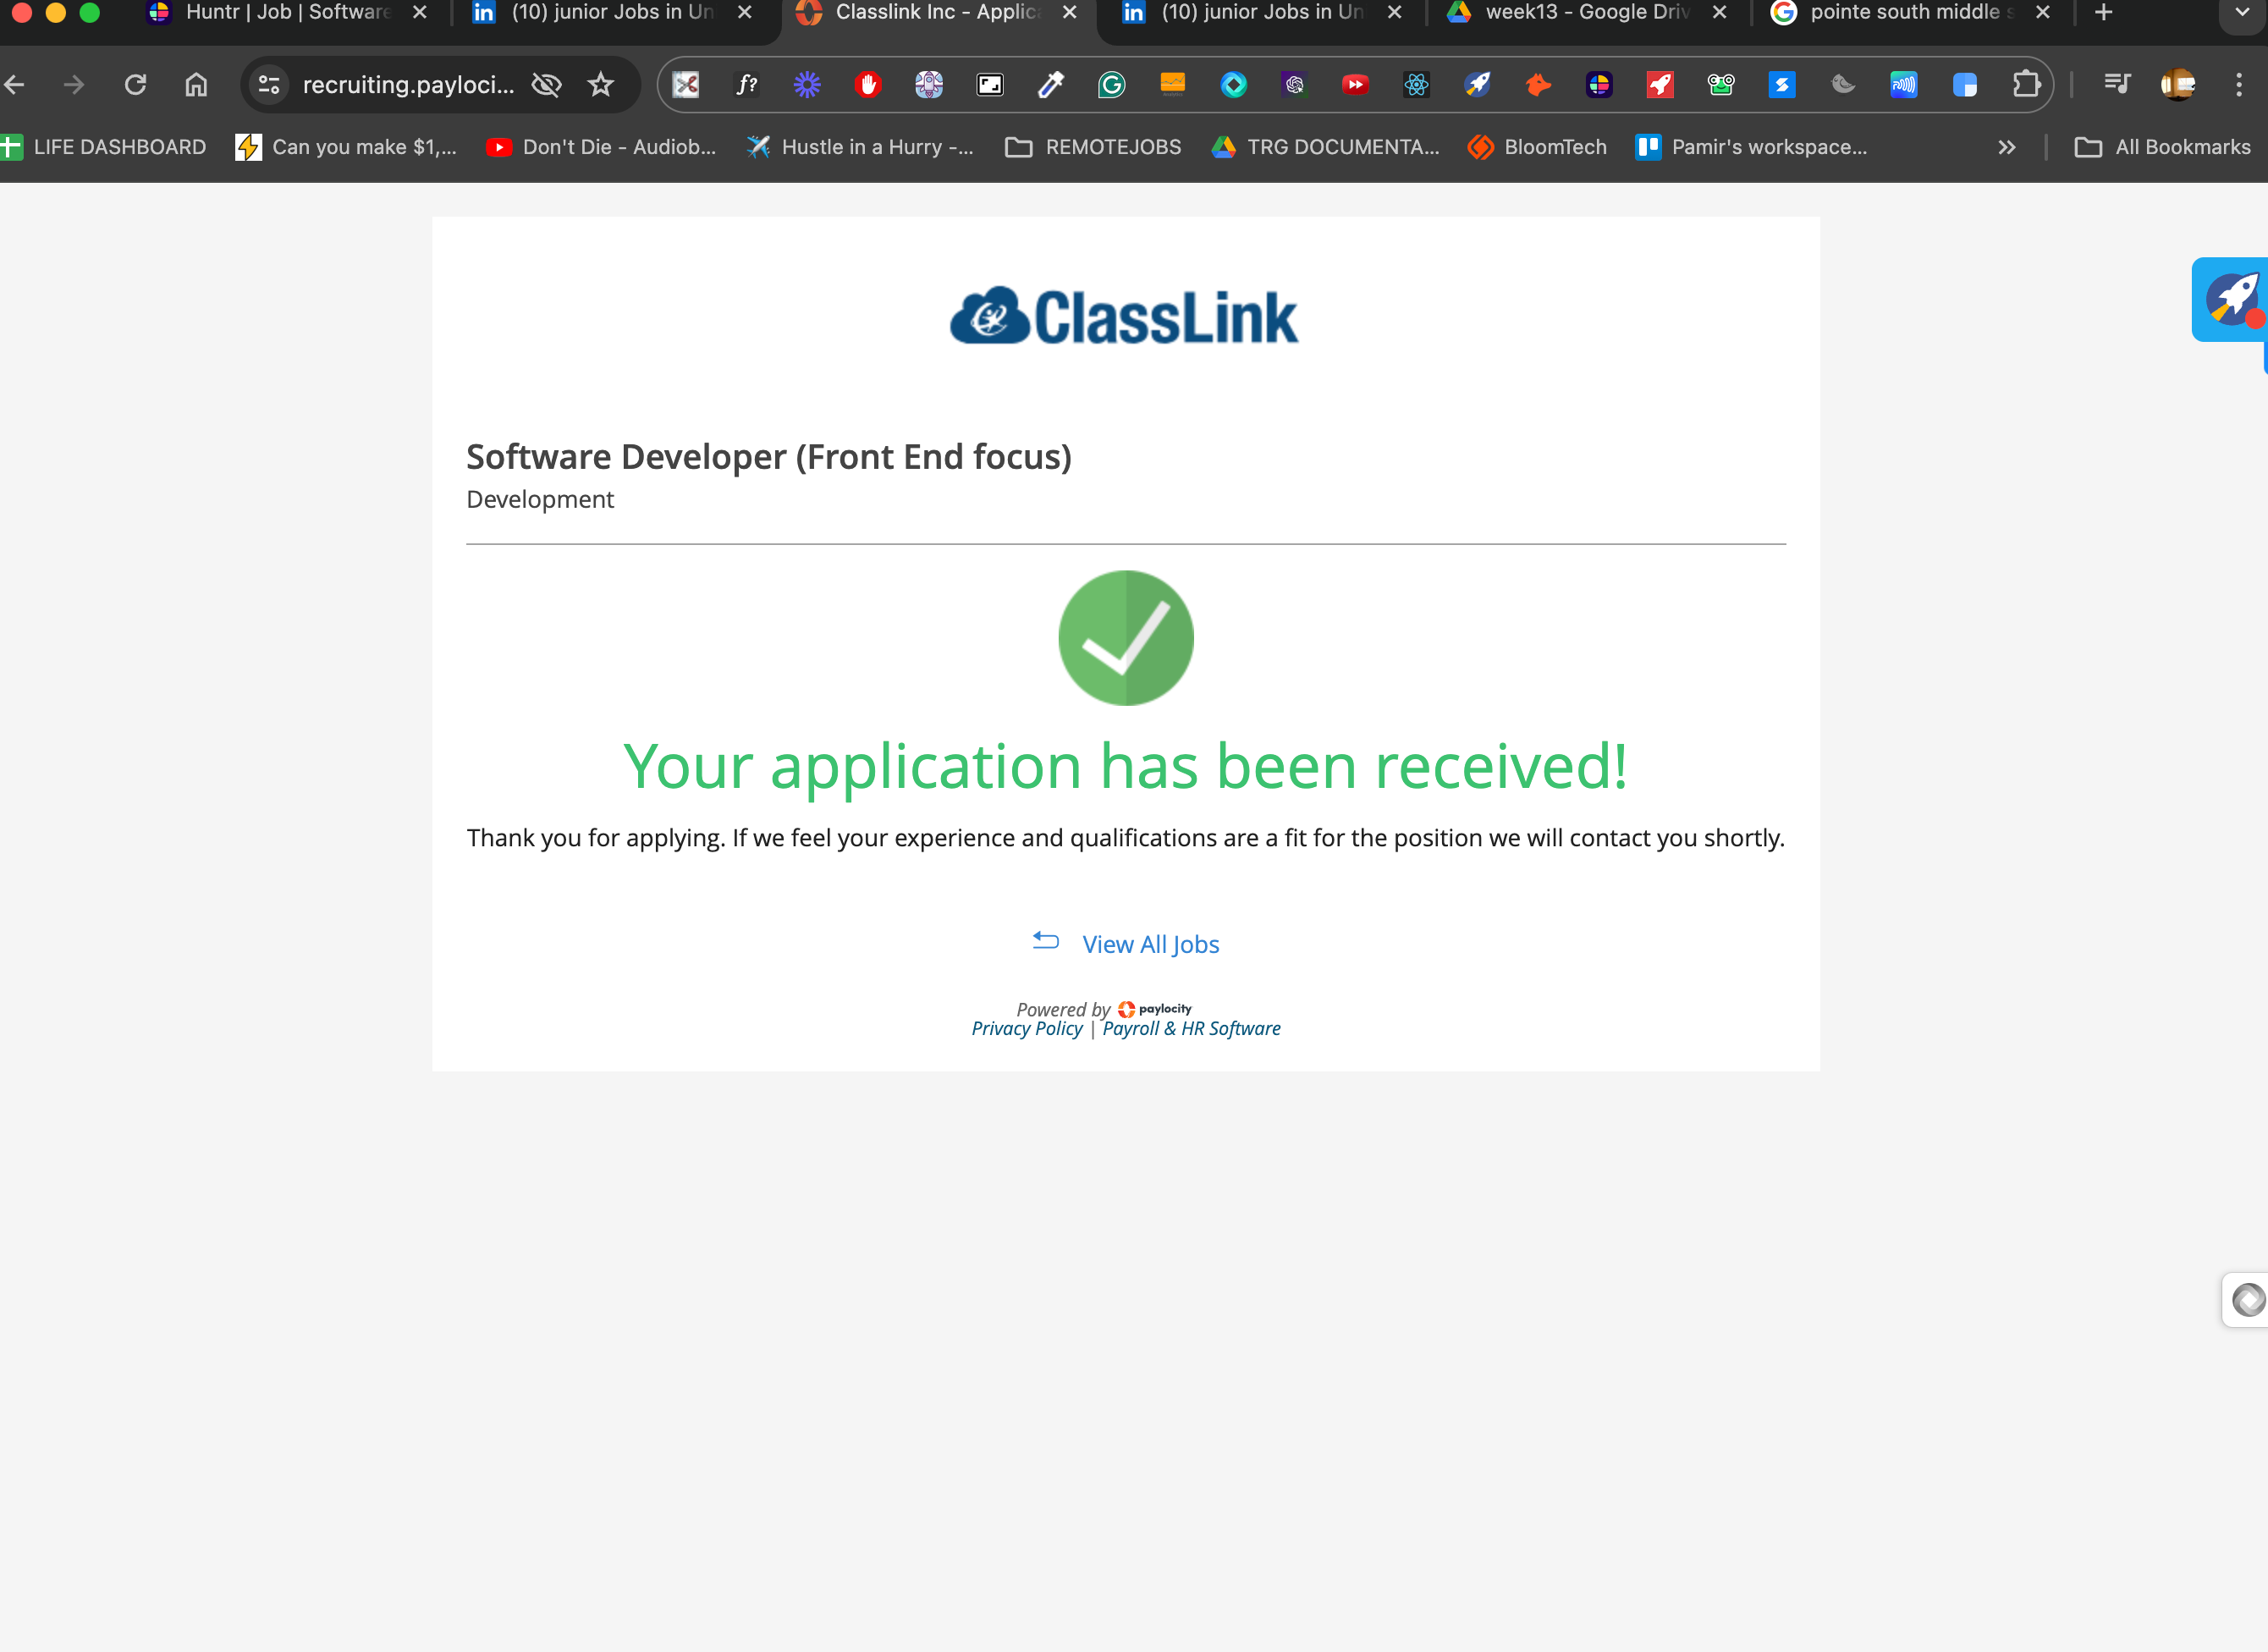 Huntr | Job | Software
(10) junior Jobs in Un
Classlink Inc - Applica
(10) junior Jobs in Un
week13 - Google Driv
pointe south middle s
recruiting.payloci...
LIFE DASHBOARD
Can you make $1,...
Don't Die - Audiob...
Hustle in a Hurry -...
REMOTEJOBS
TRG DOCUMENTA...
BloomTech
Pamir's workspace...
All Bookmarks
ClassLink
Software Developer (Front End focus)
Development
Your application has been received!
Thank you for applying. If we feel your experience and qualifications are a fit for the position we will contact you shortly.
View All Jobs
Powered by paylocity
Privacy Policy | Payroll & HR Software